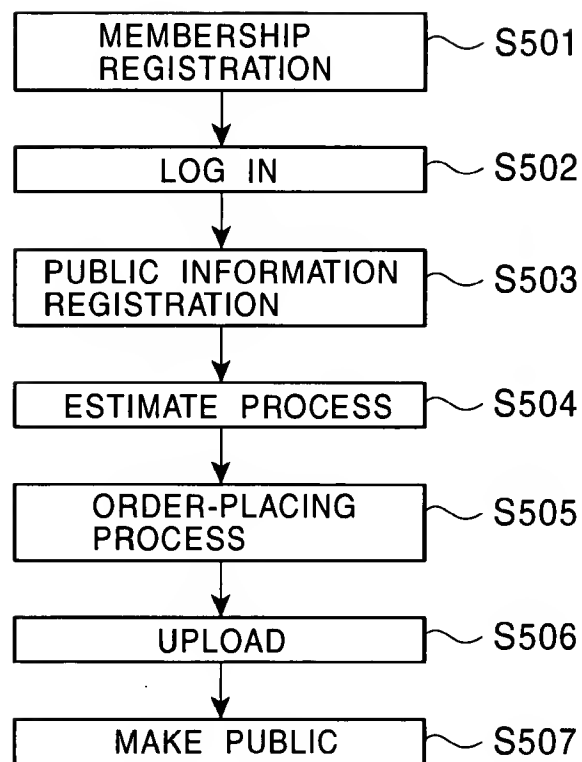 MEMBERSHIP
REGISTRATION
S501
LOG IN
S502
PUBLIC INFORMATION
REGISTRATION
S503
ESTIMATE PROCESS
S504
ORDER-PLACING
PROCESS
S505
UPLOAD
S506
MAKE PUBLIC
S507